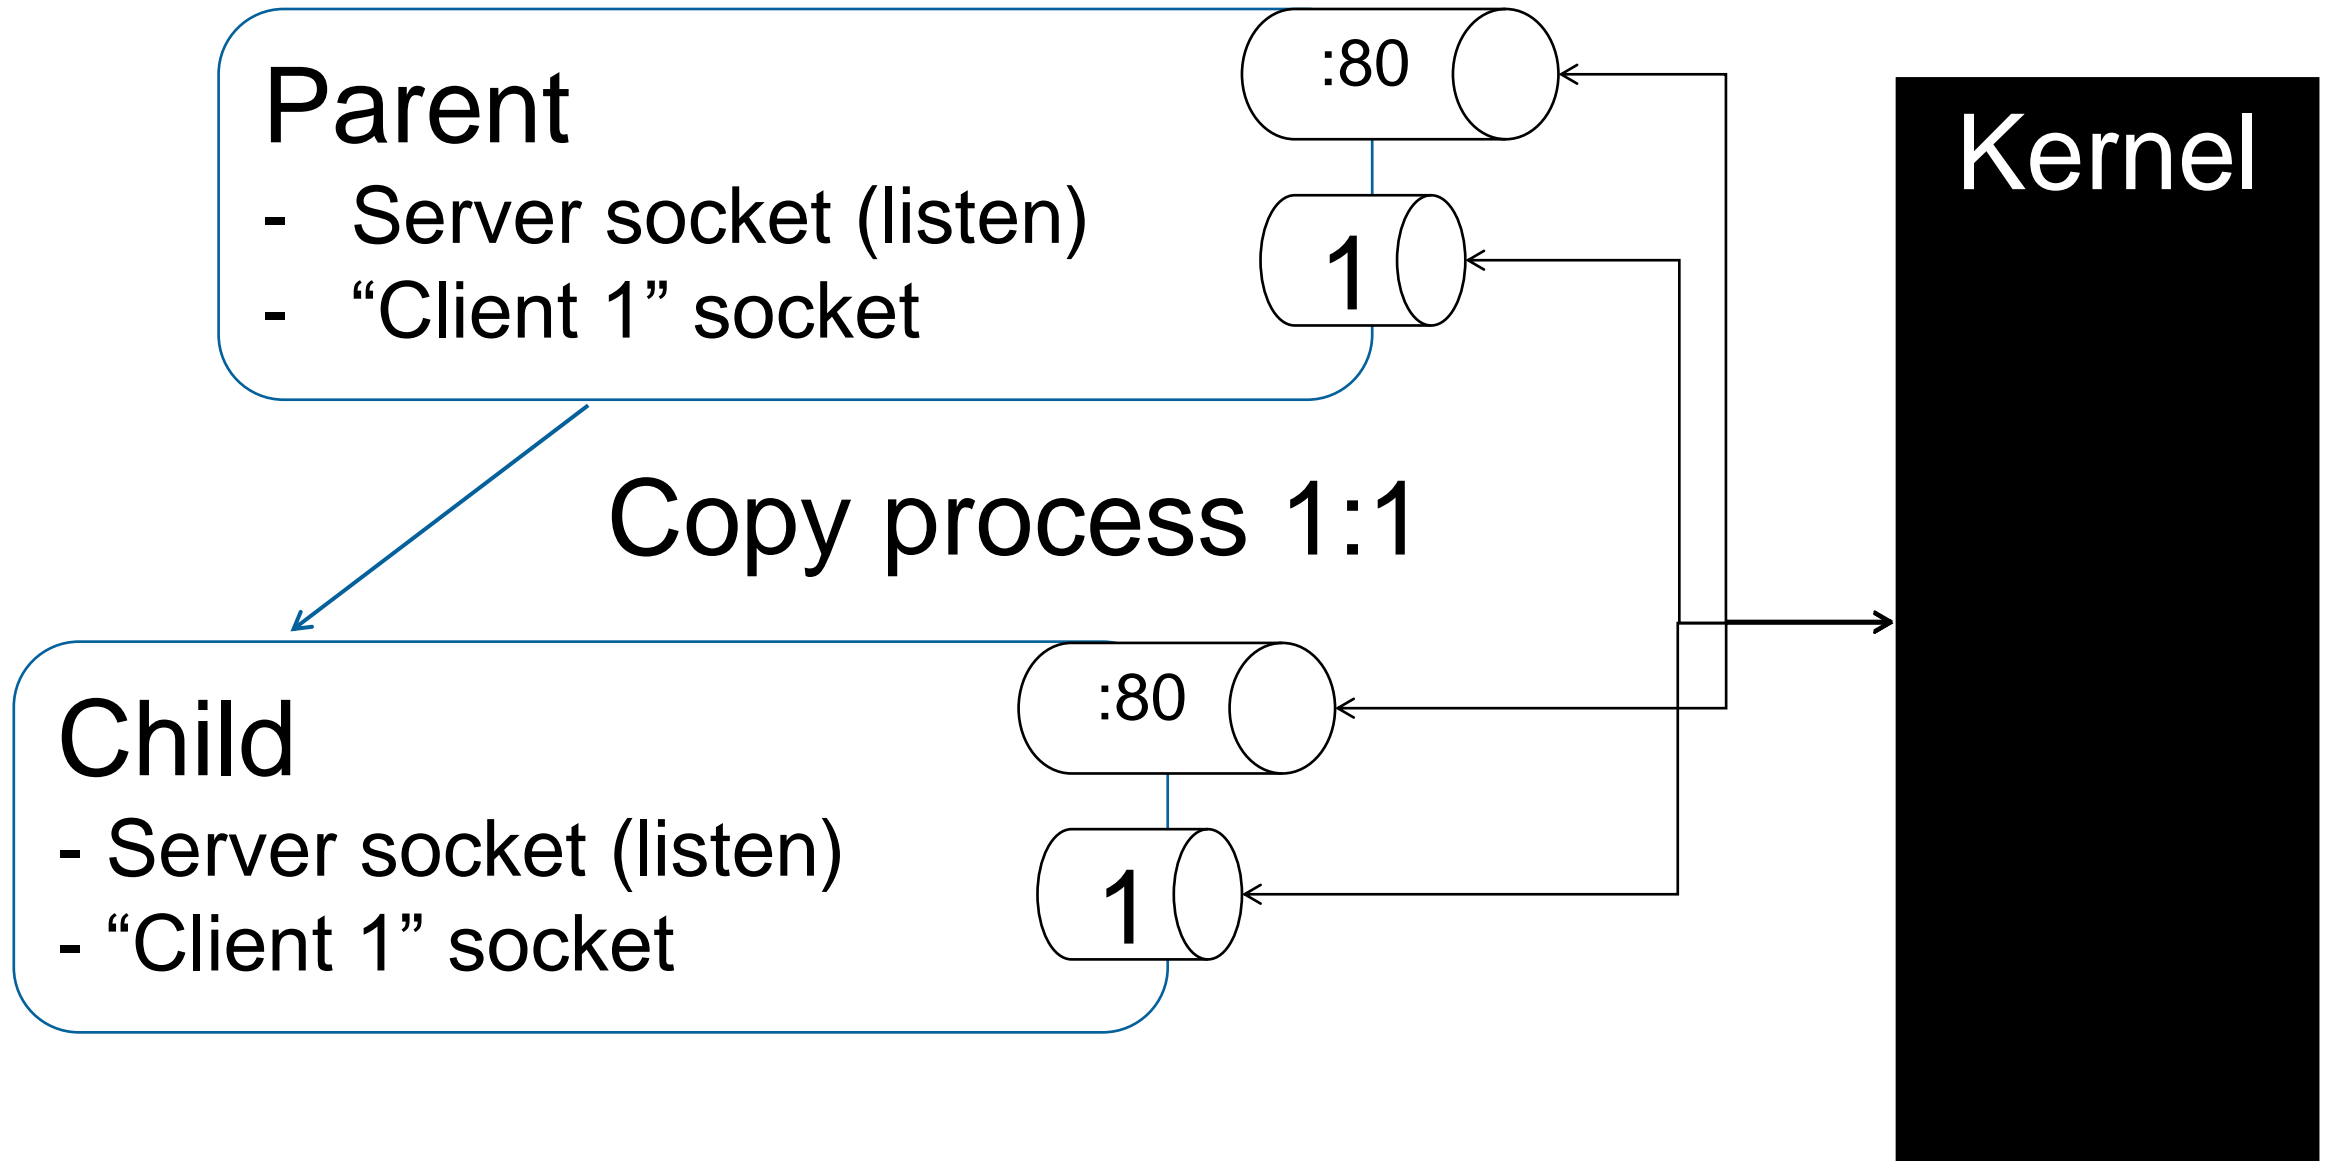 Parent
- Server socket (listen)
- “Client 1” socket
:80
1
Kernel
Copy process 1:1
Child
- Server socket (listen)
- “Client 1” socket
:80
1